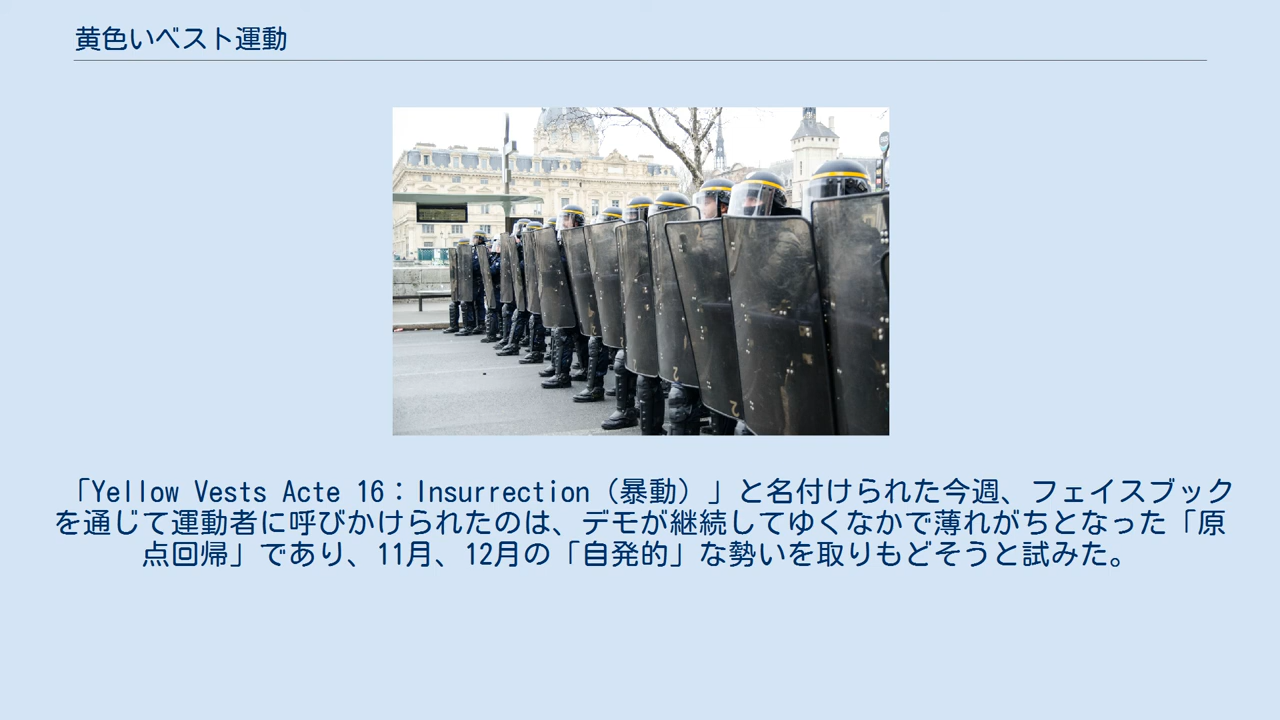 黄色いベスト運動
「Yellow Vests Acte 16：Insurrection（暴動）」と名付けられた今週、フェイスブック
を通じて運動者に呼びかけられたのは、デモが継続してゆくなかで薄れがちとなった「原
点回帰」であり、11月、12月の「自発的」な勢いを取りもどそうと試みた。